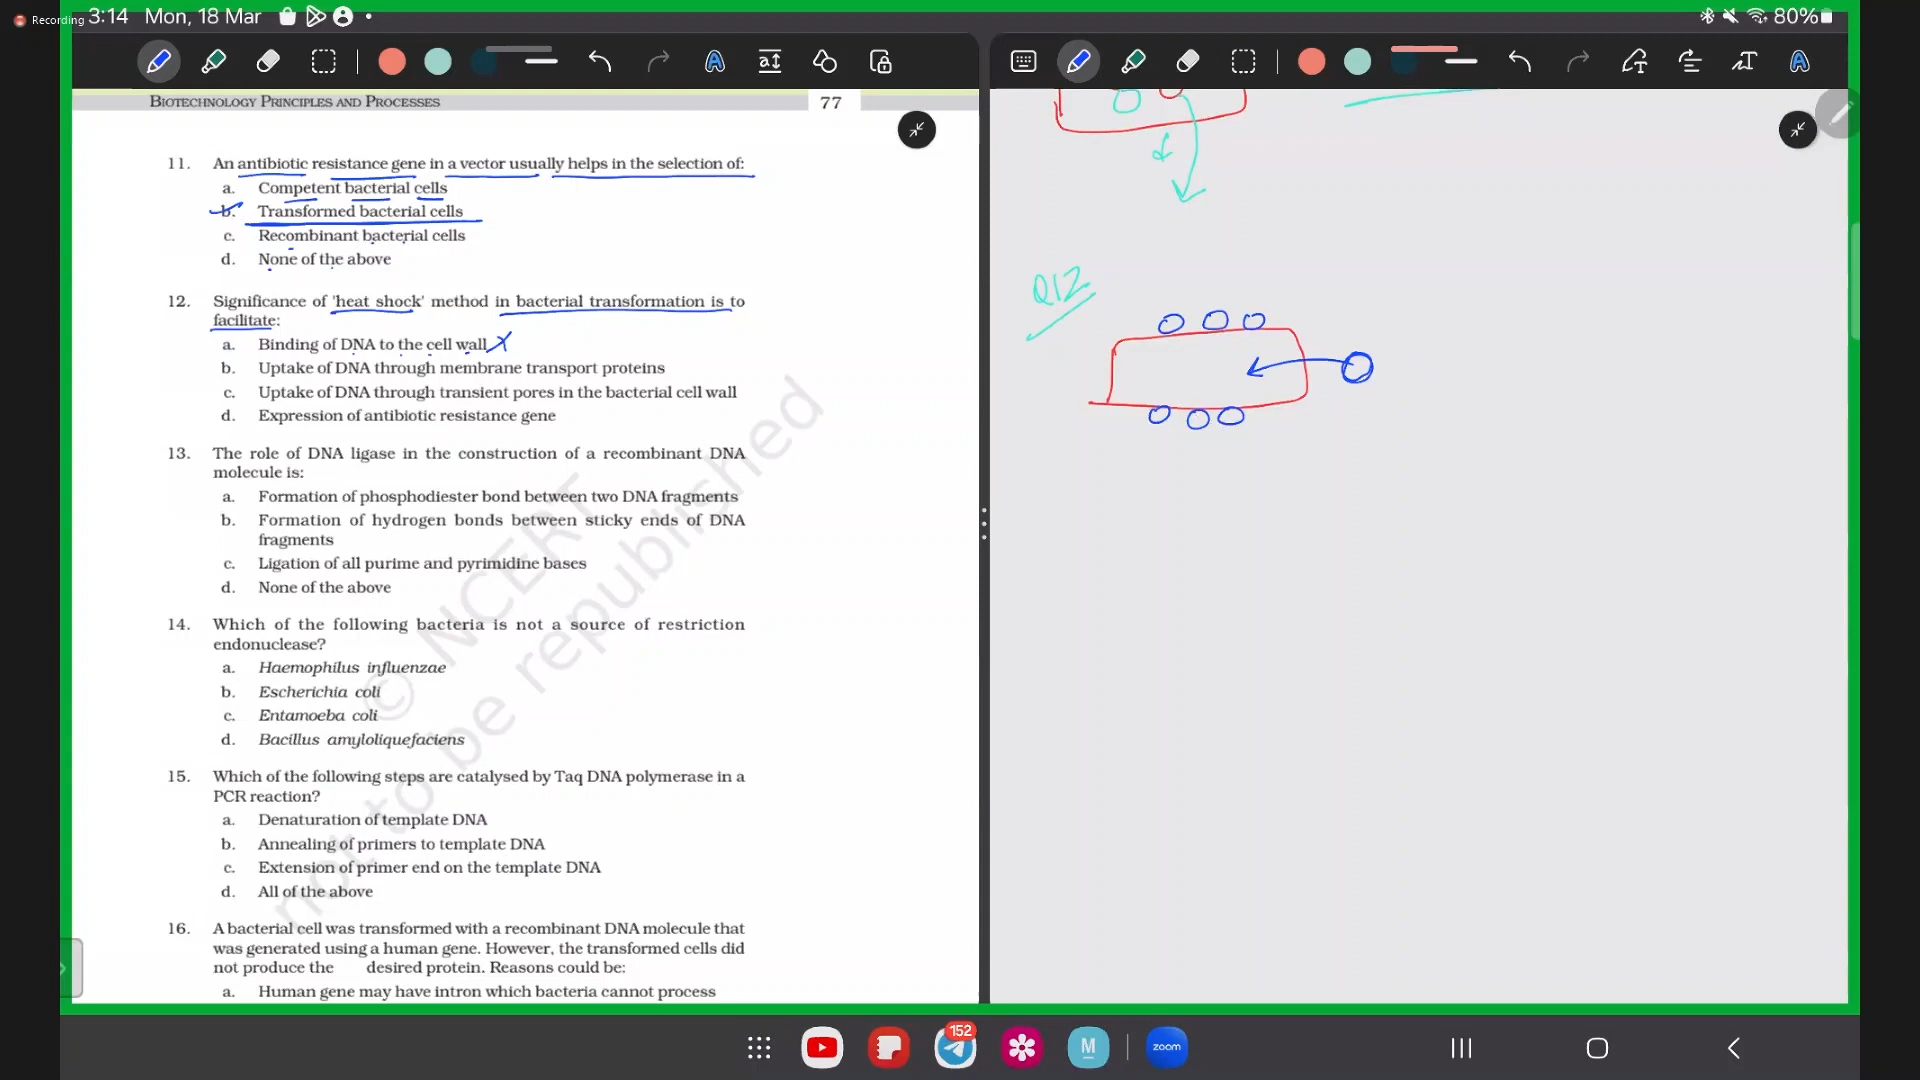 Recording 3:14 Mon, 18 Mar
80%
BIOTECHNOLOGY PRINCIPLES AND PROCESSES
77
11. An antibiotic resistance gene in a vector usually helps in the selection of:
a. Competent bacterial cells
b. Transformed bacterial cells
c. Recombinant bacterial cells
d. None of the above
12. Significance of 'heat shock' method in bacterial transformation is to
facilitate:
a. Binding of DNA to the cell wall
b. Uptake of DNA through membrane transport proteins
c. Uptake of DNA through transient pores in the bacterial cell wall
d. Expression of antibiotic resistance gene
13. The role of DNA ligase in the construction of a recombinant DNA
molecule is:
a. Formation of phosphodiester bond between two DNA fragments
b. Formation of hydrogen bonds between sticky ends of DNA
fragments
c. Ligation of all purime and pyrimidine bases
d. None of the above
14. Which of the following bacteria is not a source of restriction
endonuclease?
a. Haemophilus influenzae
b. Escherichia coli
c. Entamoeba coli
d. Bacillus amyloliquefaciens
15. Which of the following steps are catalysed by Taq DNA polymerase in a
PCR reaction?
a. Denaturation of template DNA
b. Annealing of primers to template DNA
c. Extension of primer end on the template DNA
d. All of the above
16. A bacterial cell was transformed with a recombinant DNA molecule that
was generated using a human gene. However, the transformed cells did
not produce the desired protein. Reasons could be:
a. Human gene may have intron which bacteria cannot process
© NCERT
not to be republished
Q12
152
M
zoom